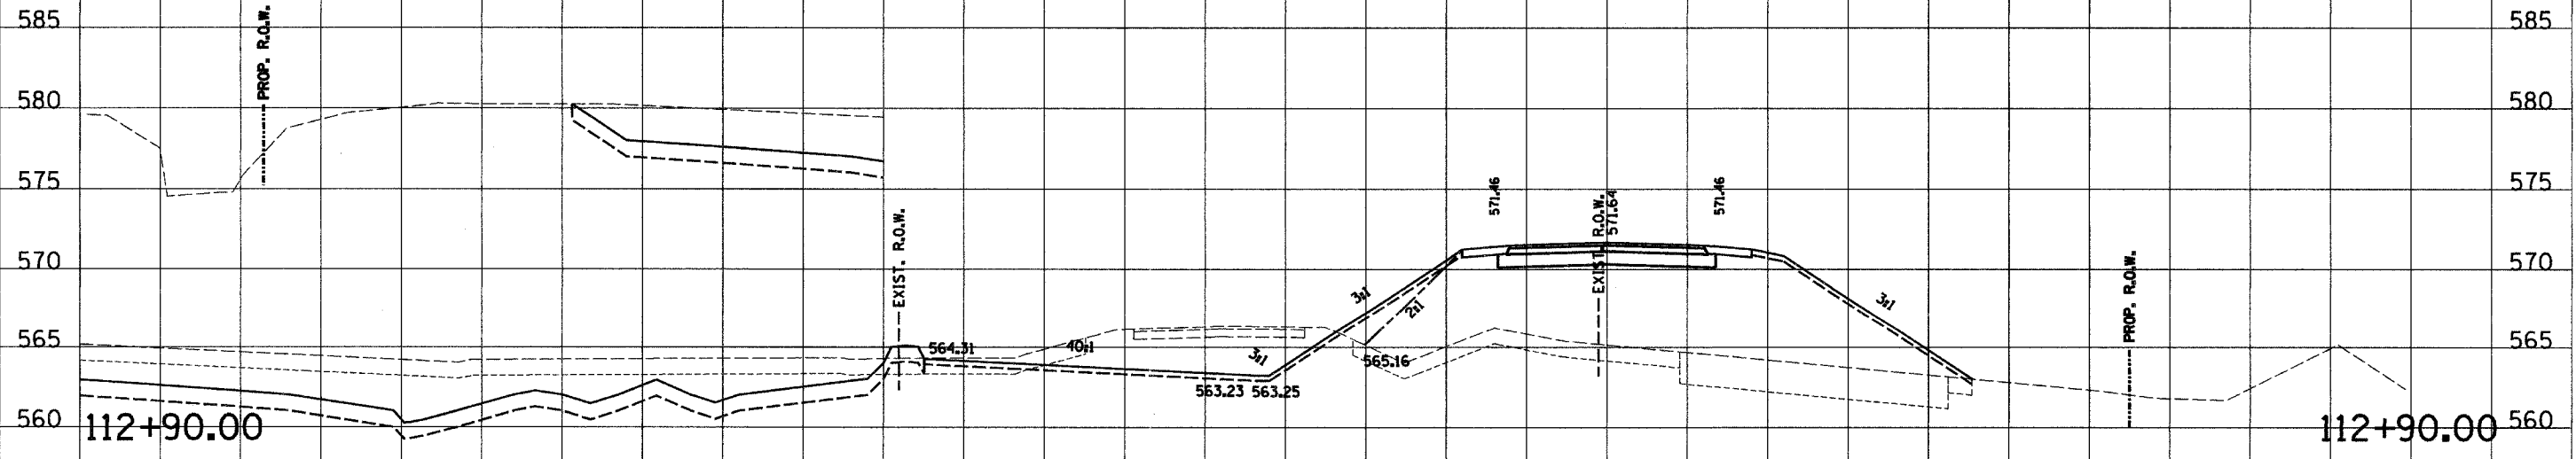 585 585
PROP. R.O.W.
580 580
575 575
571.46 571.64 571.46
EXIST. R.O.W. EXIST. R.O.W. PROP. R.O.W.
570 570
3:1 2:1 3:1
565 565
564.31 40:1 3:1 565.16
563.23 563.25
560 560
112+90.00 112+90.00